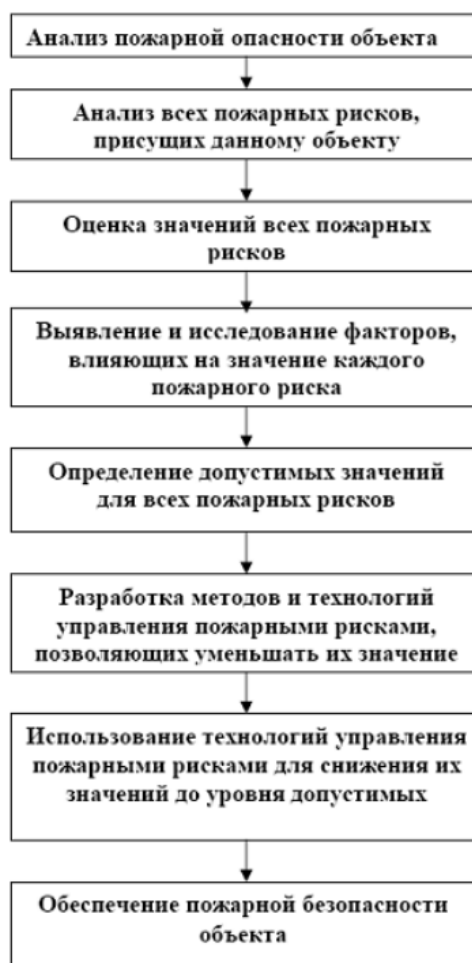 Анализ пожарной опасности объекта
Анализ всех пожарных рисков,
присущих данному объекту
Оценка значений всех пожарных
рисков
Выявление и исследование факторов,
влияющих на значение каждого
пожарного риска
Определение допустимых значений
для всех пожарных рисков
Разработка методов и технологий
управления пожарными рисками,
позволяющих уменьшать их значение
Использование технологий управления
пожарными рисками для снижения их
значений до уровня допустимых
Обеспечение пожарной безопасности
объекта